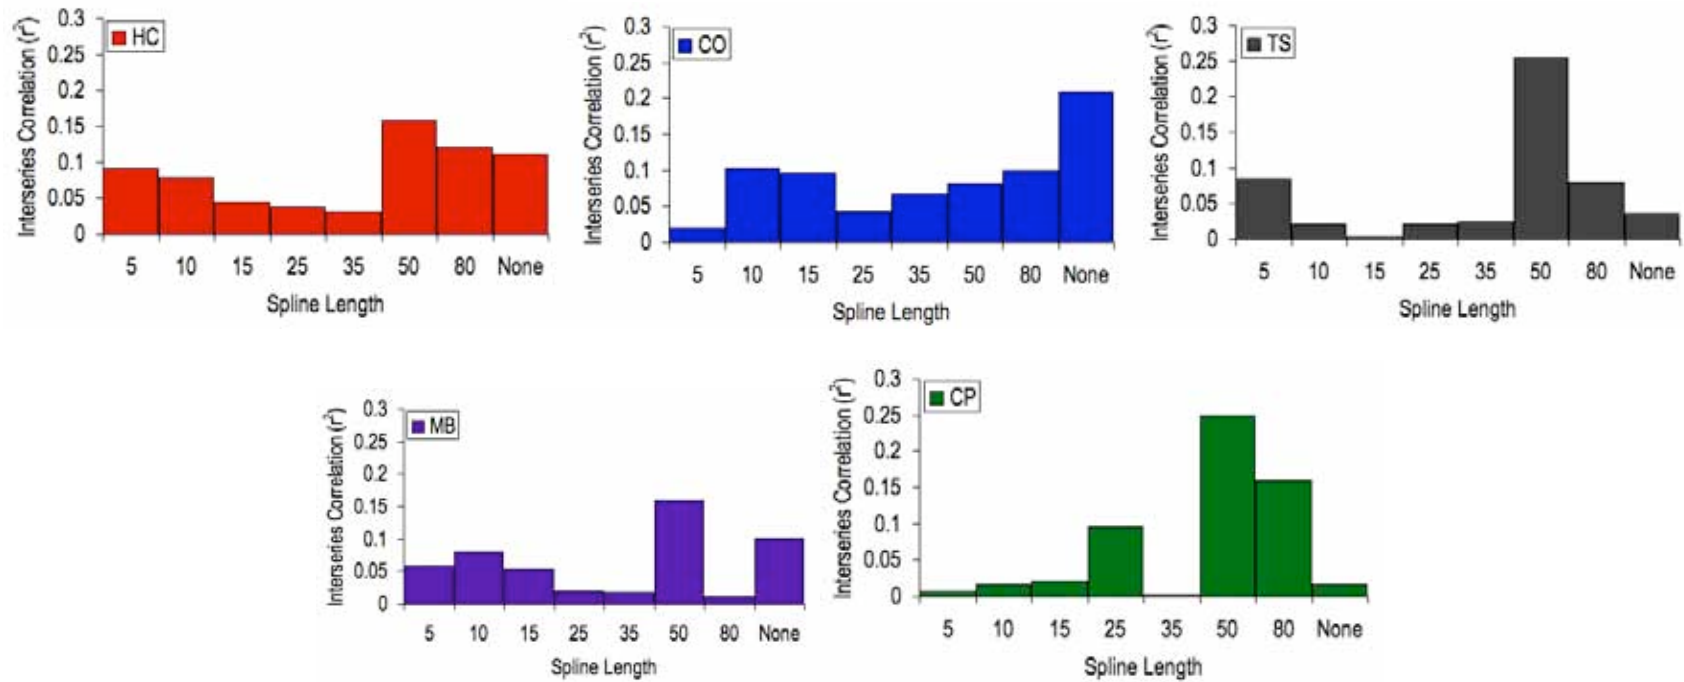 HC
Interseries Correlation (r²)
0.3
0.25
0.2
0.15
0.1
0.05
0
5 10 15 25 35 50 80 None
Spline Length
CO
Interseries Correlation (r²)
0.3
0.25
0.2
0.15
0.1
0.05
0
5 10 15 25 35 50 80 None
Spline Length
TS
Interseries Correlation (r²)
0.3
0.25
0.2
0.15
0.1
0.05
0
5 10 15 25 35 50 80 None
Spline Length
MB
Interseries Correlation (r²)
0.3
0.25
0.2
0.15
0.1
0.05
0
5 10 15 25 35 50 80 None
Spline Length
CP
Interseries Correlation (r²)
0.3
0.25
0.2
0.15
0.1
0.05
0
5 10 15 25 35 50 80 None
Spline Length